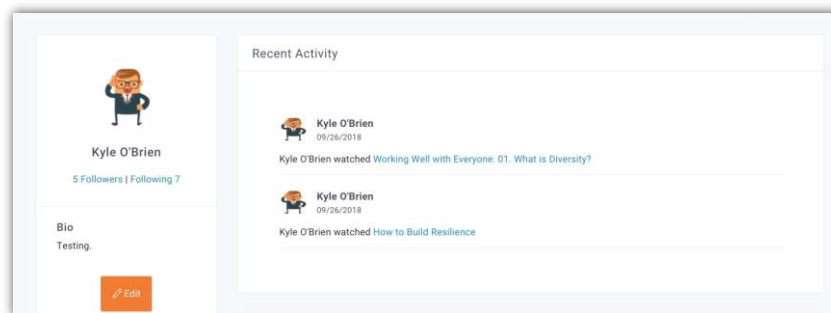 Kyle O'Brien
5 Followers | Following 7
Bio
Testing.
Edit
Recent Activity
Kyle O'Brien
09/26/2018
Kyle O'Brien watched Working Well with Everyone: 01. What is Diversity?
Kyle O'Brien
09/26/2018
Kyle O'Brien watched How to Build Resilience